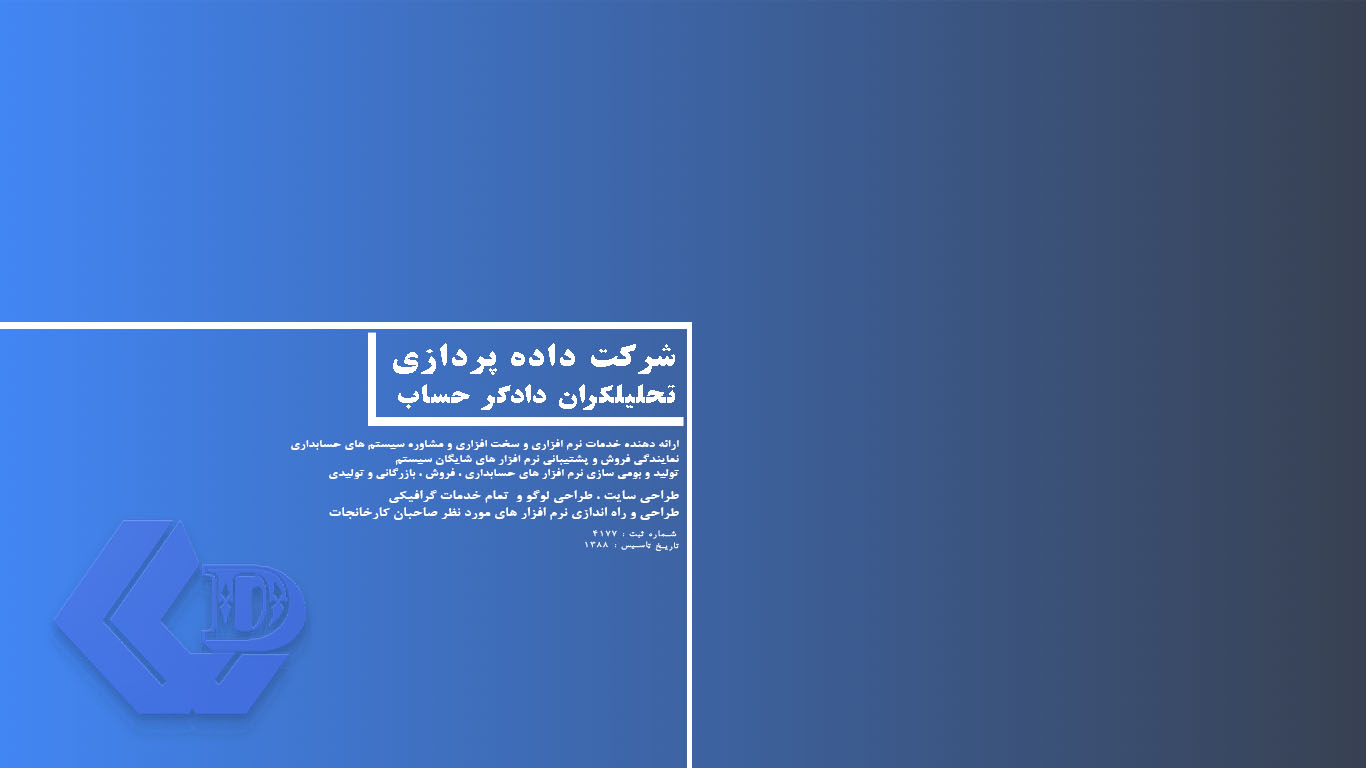 شرکت داده پردازی
تحلیلگران دادگر حساب
ارائه دهنده خدمات نرم افزاری و سخت افزاری و مشاوره سیستم های حسابداری
نمایندگی فروش و پشتیبانی نرم افزار های شایگان سیستم
تولید و بومی سازی نرم افزار های حسابداری ، فروش ، بازرگانی و تولیدی
طراحی سایت ، طراحی لوگو و تمام خدمات گرافیکی
طراحی و راه اندازی نرم افزار های مورد نظر صاحبان کارخانجات
شماره ثبت : ۴۱۷۷
تاریخ تاسیس : ۱۳۸۸
D